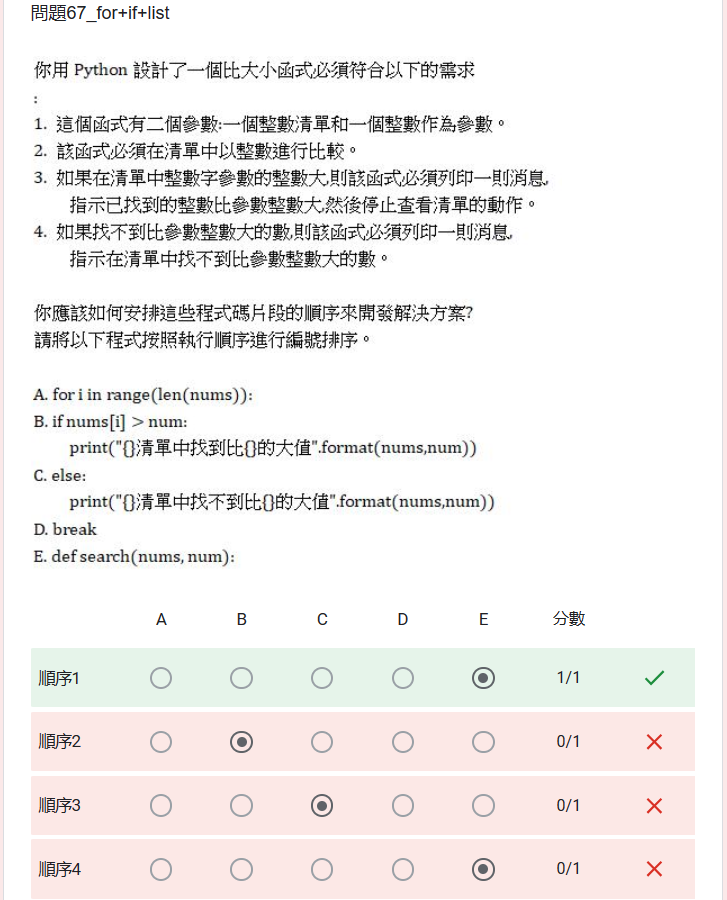 問題67_for+if+list
你用 Python 設計了一個比大小函式必須符合以下的需求
:
1. 這個函式有二個參數:一個整數清單和一個整數作為參數。
2. 該函式必須在清單中以整數進行比較。
3. 如果在清單中整數字參數的整數大,則該函式必須列印一則消息,
指示已找到的整數比參數整數大,然後停止查看清單的動作。
4. 如果找不到比參數整數大的數,則該函式必須列印一則消息,
指示在清單中找不到比參數整數大的數。
你應該如何安排這些程式碼片段的順序來開發解決方案?
請將以下程式按照執行順序進行編號排序。
A. for i in range(len(nums)):
B. if nums[i] > num:
print("{}清單中找到比{}的大值".format(nums,num))
C. else:
print("{}清單中找不到比{}的大值".format(nums,num))
D. break
E. def search(nums, num):
A B C D E 分數
順序1 1/1
順序2 0/1
順序3 0/1
順序4 0/1